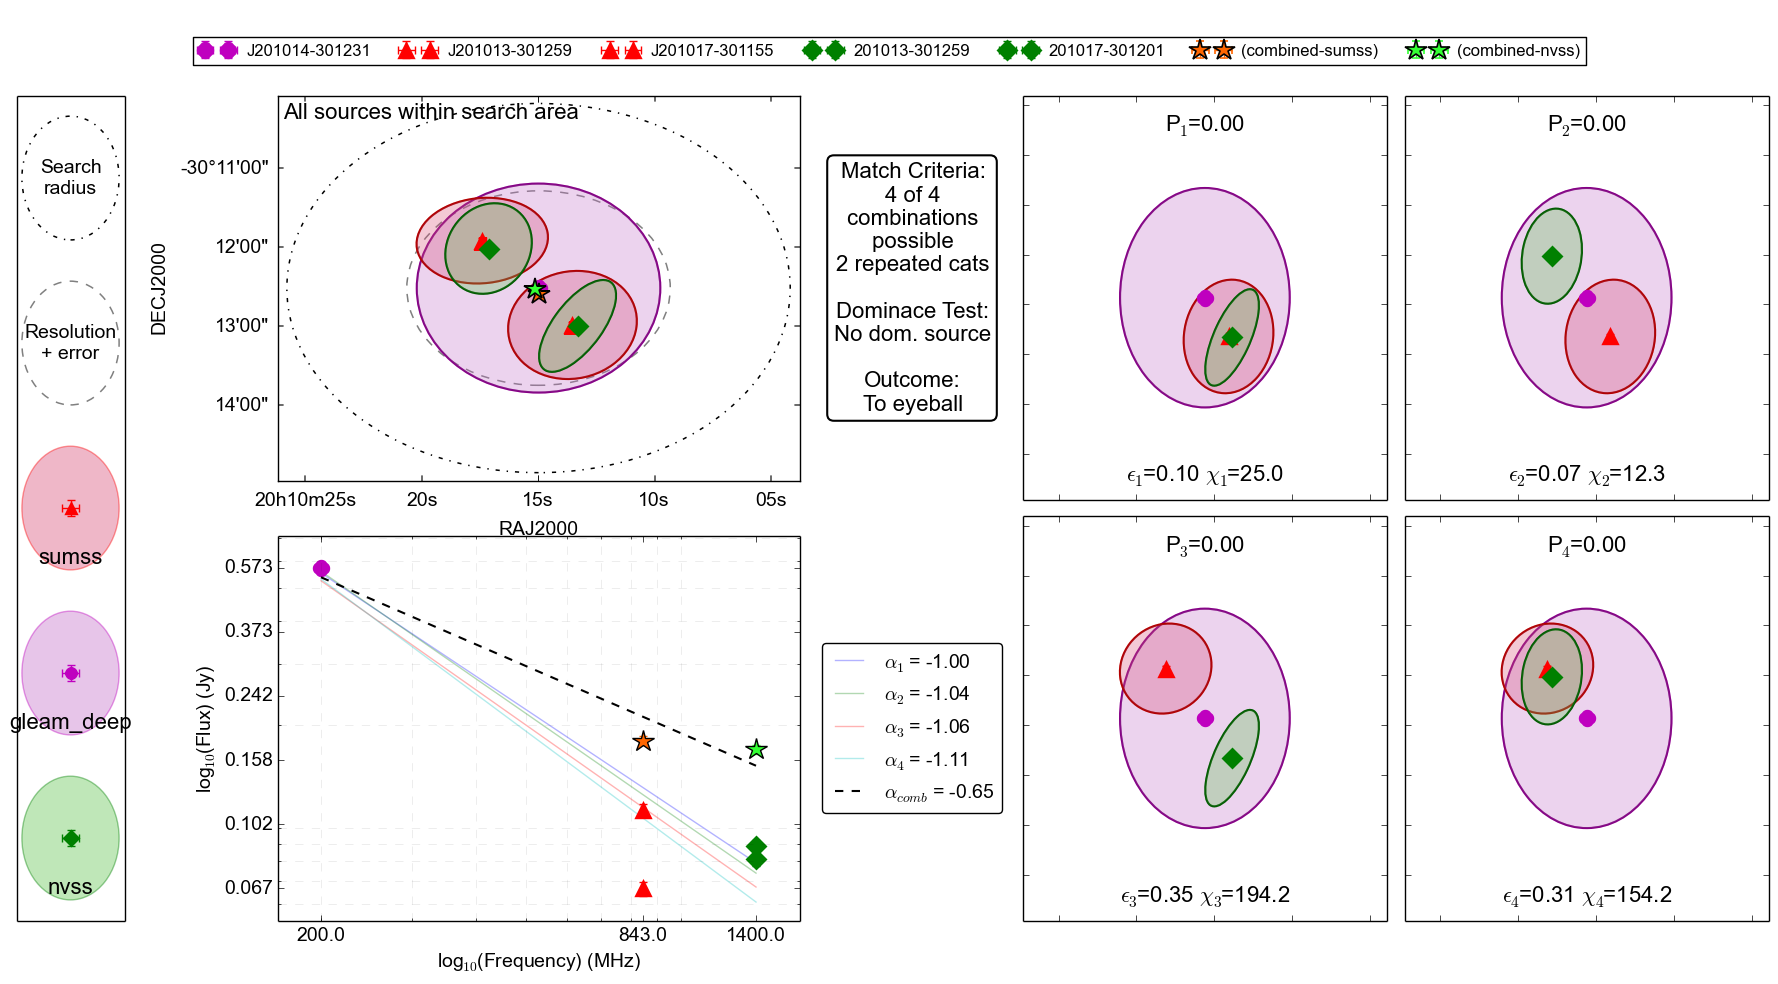 J201014-301231 J201013-301259 J201017-301155 201013-301259 201017-301201 (combined-sumss) (combined-nvss)
Search
radius
Resolution
+ error
sumss
gleam_deep
nvss
All sources within search area
DECJ2000
-30°11'00"
12'00"
13'00"
14'00"
20h10m25s 20s 15s 10s 05s
RAJ2000
Match Criteria:
4 of 4
combinations
possible
2 repeated cats
Dominace Test:
No dom. source
Outcome:
To eyeball
P1=0.00
ϵ1=0.10 χ1=25.0
P2=0.00
ϵ2=0.07 χ2=12.3
log10(Flux) (Jy)
0.573
0.373
0.242
0.158
0.102
0.067
200.0 843.0 1400.0
log10(Frequency) (MHz)
α1 = -1.00
α2 = -1.04
α3 = -1.06
α4 = -1.11
αcomb = -0.65
P3=0.00
ϵ3=0.35 χ3=194.2
P4=0.00
ϵ4=0.31 χ4=154.2